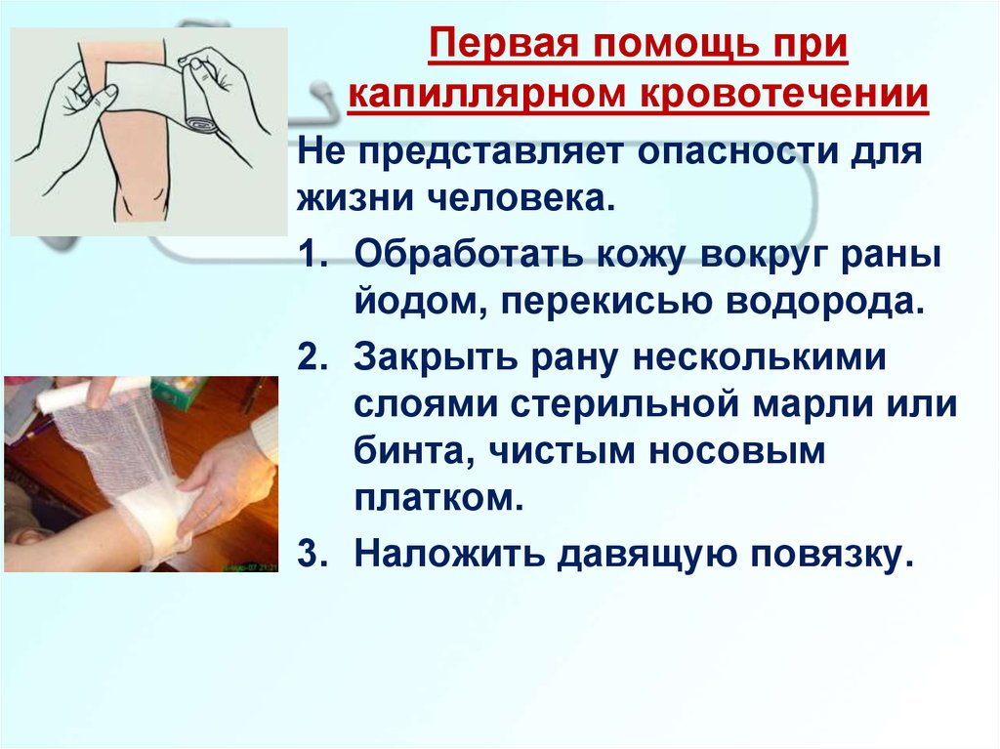 Первая помощь при
капиллярном кровотечении
Не представляет опасности для
жизни человека.
1. Обработать кожу вокруг раны
йодом, перекисью водорода.
2. Закрыть рану несколькими
слоями стерильной марли или
бинта, чистым носовым
платком.
3. Наложить давящую повязку.